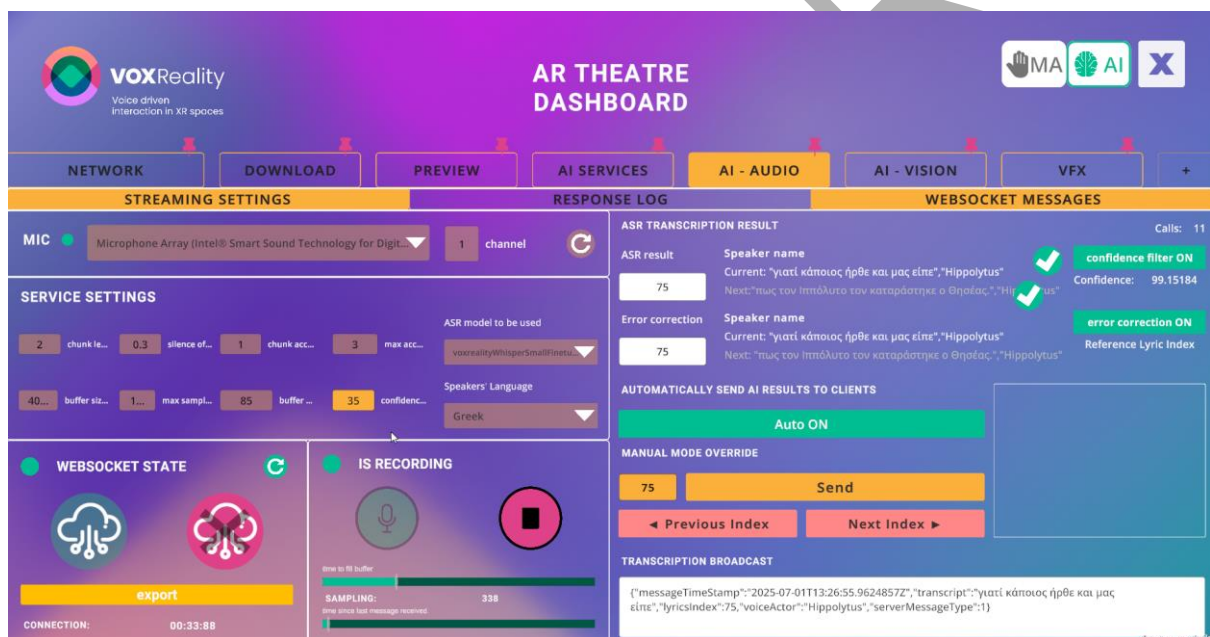 VOXReality
Voice driven
interaction in XR spaces
AR THEATRE
DASHBOARD
MA
AI
X
NETWORK
DOWNLOAD
PREVIEW
AI SERVICES
AI - AUDIO
AI - VISION
VFX
+
STREAMING SETTINGS
RESPONSE LOG
WEBSOCKET MESSAGES
MIC
Microphone Array (Intel® Smart Sound Technology for Digit...
1 channel
SERVICE SETTINGS
2 chunk le...
0.3 silence of...
1 chunk acc...
3 max acc...
ASR model to be used
voxrealityWhisperSmallFinetu...
40... buffer siz...
1... max sampl...
85 buffer ...
35 confidenc...
Speakers' Language
Greek
WEBSOCKET STATE
export
CONNECTION: 00:33:88
IS RECORDING
time to fill buffer
SAMPLING: 338
time since last message received.
ASR TRANSCRIPTION RESULT
Calls: 11
ASR result
75
Speaker name
Current: "γιατί κάποιος ήρθε και μας είπε","Hippolytus"
Next:"πως τον Ιππόλυτο τον καταράστηκε ο Θησέας.","Hippolytus"
confidence filter ON
Confidence: 99.15184
Error correction
75
Speaker name
Current: "γιατί κάποιος ήρθε και μας είπε","Hippolytus"
Next: "πως τον Ιππόλυτο τον καταράστηκε ο Θησέας.","Hippolytus"
error correction ON
Reference Lyric Index
AUTOMATICALLY SEND AI RESULTS TO CLIENTS
Auto ON
MANUAL MODE OVERRIDE
75
Send
◄ Previous Index
Next Index ►
TRANSCRIPTION BROADCAST
{"messageTimeStamp":"2025-07-01T13:26:55.9624857Z","transcript":"γιατί κάποιος ήρθε και μας
είπε","lyricsIndex":75,"voiceActor":"Hippolytus","serverMessageType":1}